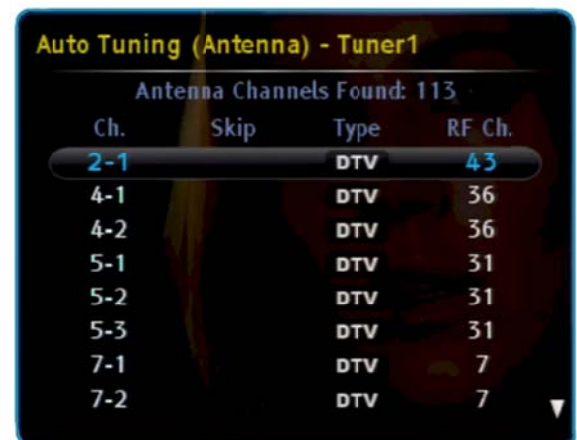 Auto Tuning (Antenna) - Tuner1
Antenna Channels Found: 113
Ch. Skip Type RF Ch.
2-1 DTV 43
4-1 DTV 36
4-2 DTV 36
5-1 DTV 31
5-2 DTV 31
5-3 DTV 31
7-1 DTV 7
7-2 DTV 7